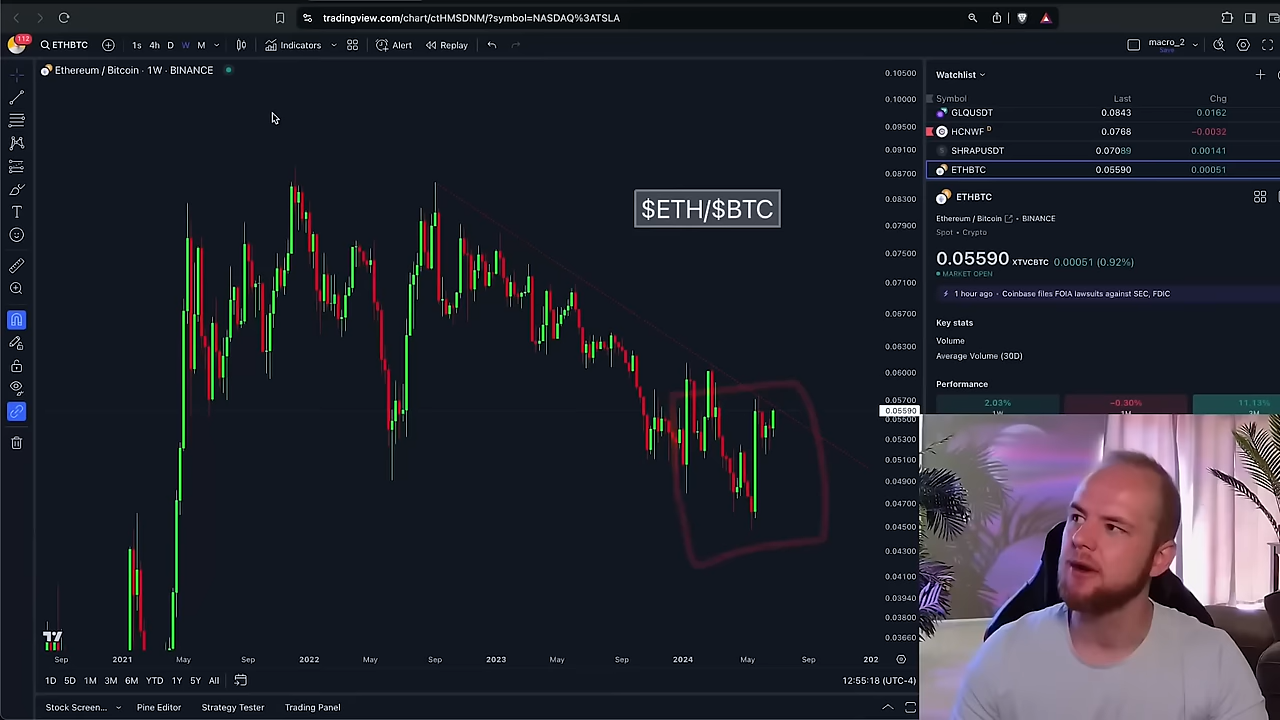 tradingview.com/chart/ctHMSDNM/?symbol=NASDAQ%3ATSLA
112
ETHBTC
1s 4h D W M
Indicators
Alert
Replay
macro_2
Save
Ethereum / Bitcoin · 1W · BINANCE
$ETH/$BTC
0.10500
0.10000
0.09500
0.09100
0.08700
0.08300
0.07900
0.07500
0.07100
0.06700
0.06300
0.06000
0.05700
0.05590
0.05500
0.05300
0.05100
0.04900
0.04700
0.04500
0.04300
0.04100
0.03940
0.03800
0.03660
Sep 2021 May Sep 2022 May Sep 2023 May Sep 2024 May Sep 202
1D 5D 1M 3M 6M YTD 1Y 5Y All
12:55:18 (UTC-4)
Stock Screen... Pine Editor Strategy Tester Trading Panel
Watchlist
Symbol Last Chg
GLQUSDT 0.0843 0.0162
HCNWF D 0.0768 −0.0032
SHRAPUSDT 0.07089 0.00141
ETHBTC 0.05590 0.00051
ETHBTC
Ethereum / Bitcoin • BINANCE
Spot • Crypto
0.05590 XTVCBTC 0.00051 (0.92%)
MARKET OPEN
1 hour ago • Coinbase files FOIA lawsuits against SEC, FDIC
Key stats
Volume
Average Volume (30D)
Performance
2.03% −0.30% 11.13%